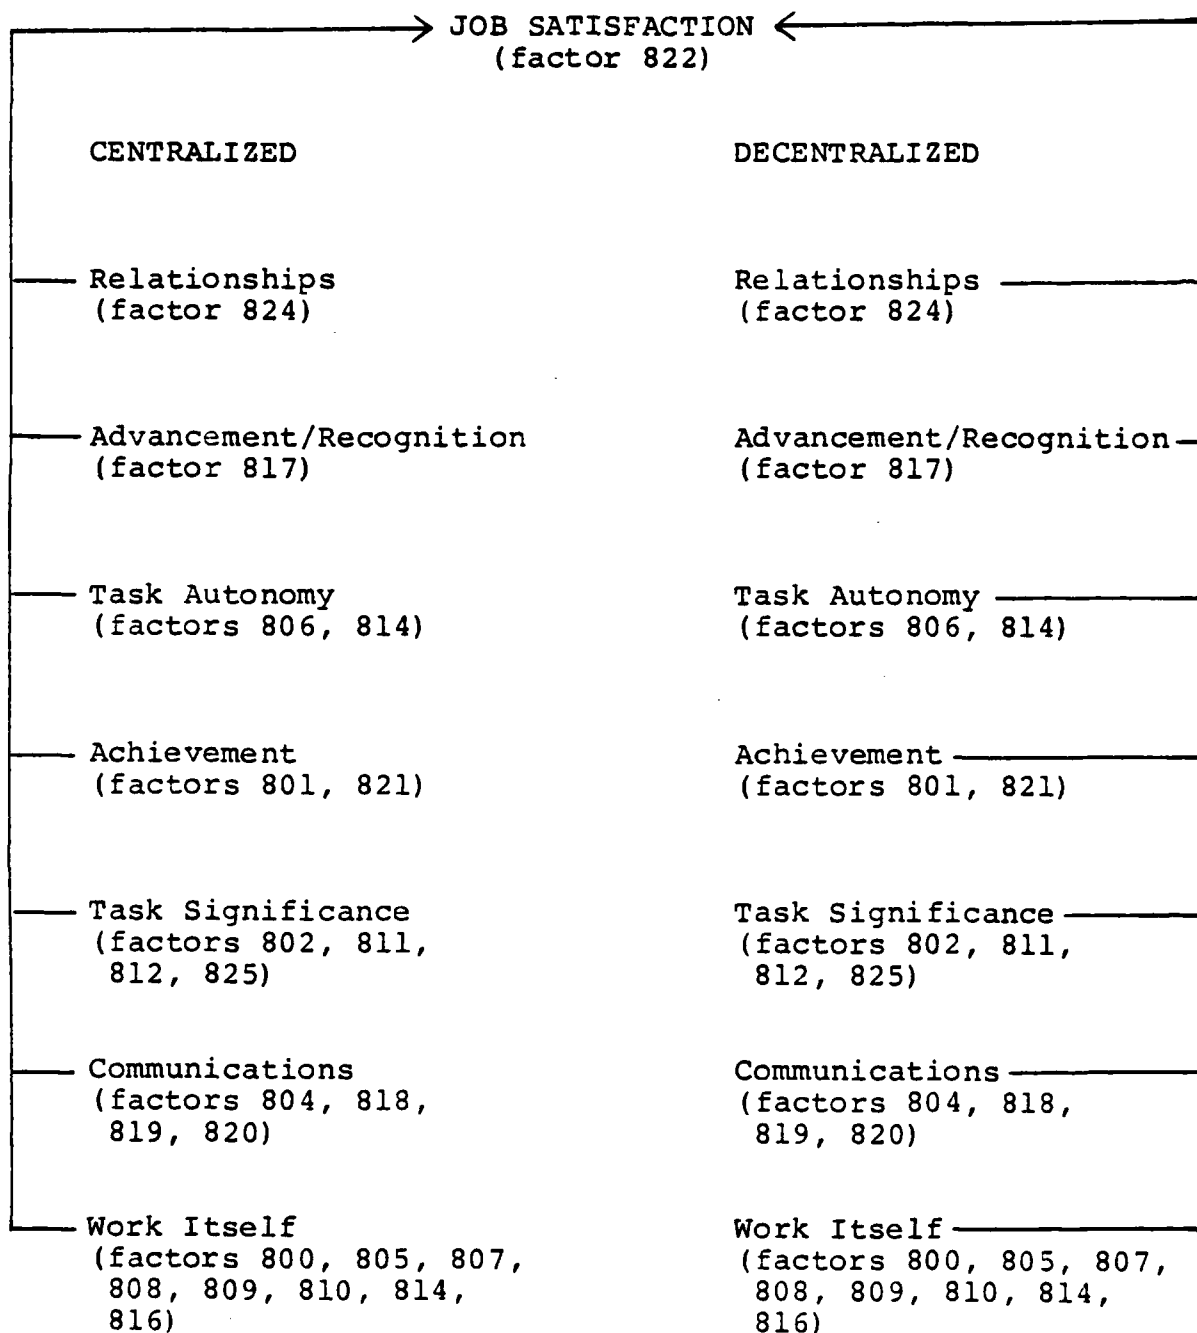 JOB SATISFACTION
(factor 822)
CENTRALIZED
DECENTRALIZED
Relationships
(factor 824)
Relationships
(factor 824)
Advancement/Recognition
(factor 817)
Advancement/Recognition
(factor 817)
Task Autonomy
(factors 806, 814)
Task Autonomy
(factors 806, 814)
Achievement
(factors 801, 821)
Achievement
(factors 801, 821)
Task Significance
(factors 802, 811,
812, 825)
Task Significance
(factors 802, 811,
812, 825)
Communications
(factors 804, 818,
819, 820)
Communications
(factors 804, 818,
819, 820)
Work Itself
(factors 800, 805, 807,
808, 809, 810, 814,
816)
Work Itself
(factors 800, 805, 807,
808, 809, 810, 814,
816)